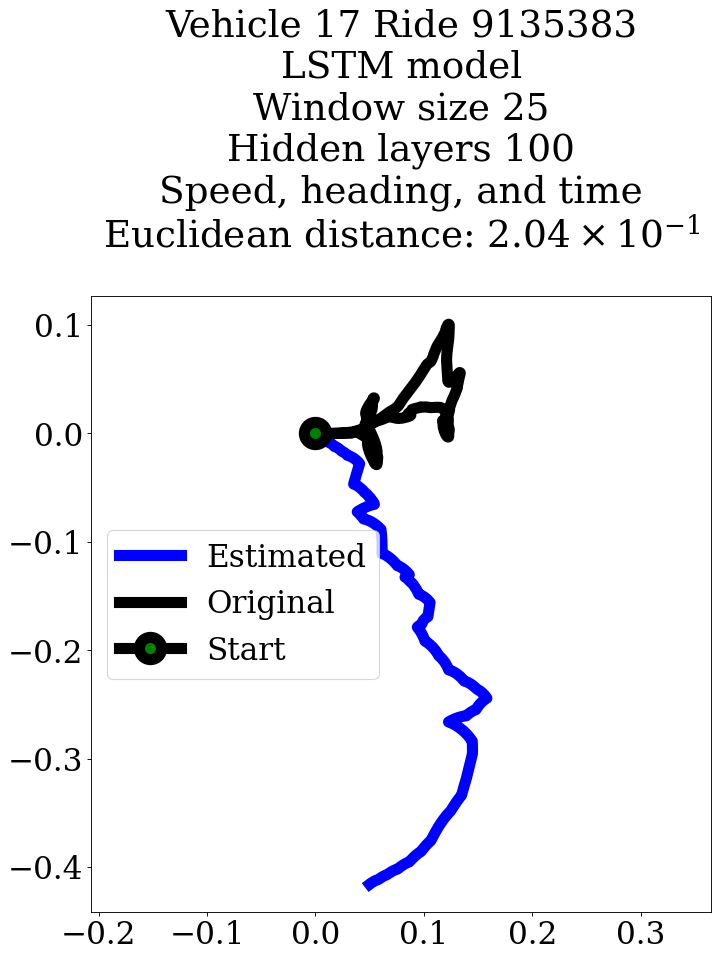 Vehicle 17 Ride 9135383
LSTM model
Window size 25
Hidden layers 100
Speed, heading, and time
Euclidean distance: 2.04 × 10⁻¹
0.1
0.0
−0.1
−0.2
−0.3
−0.4
Estimated
Original
Start
−0.2 −0.1 0.0 0.1 0.2 0.3